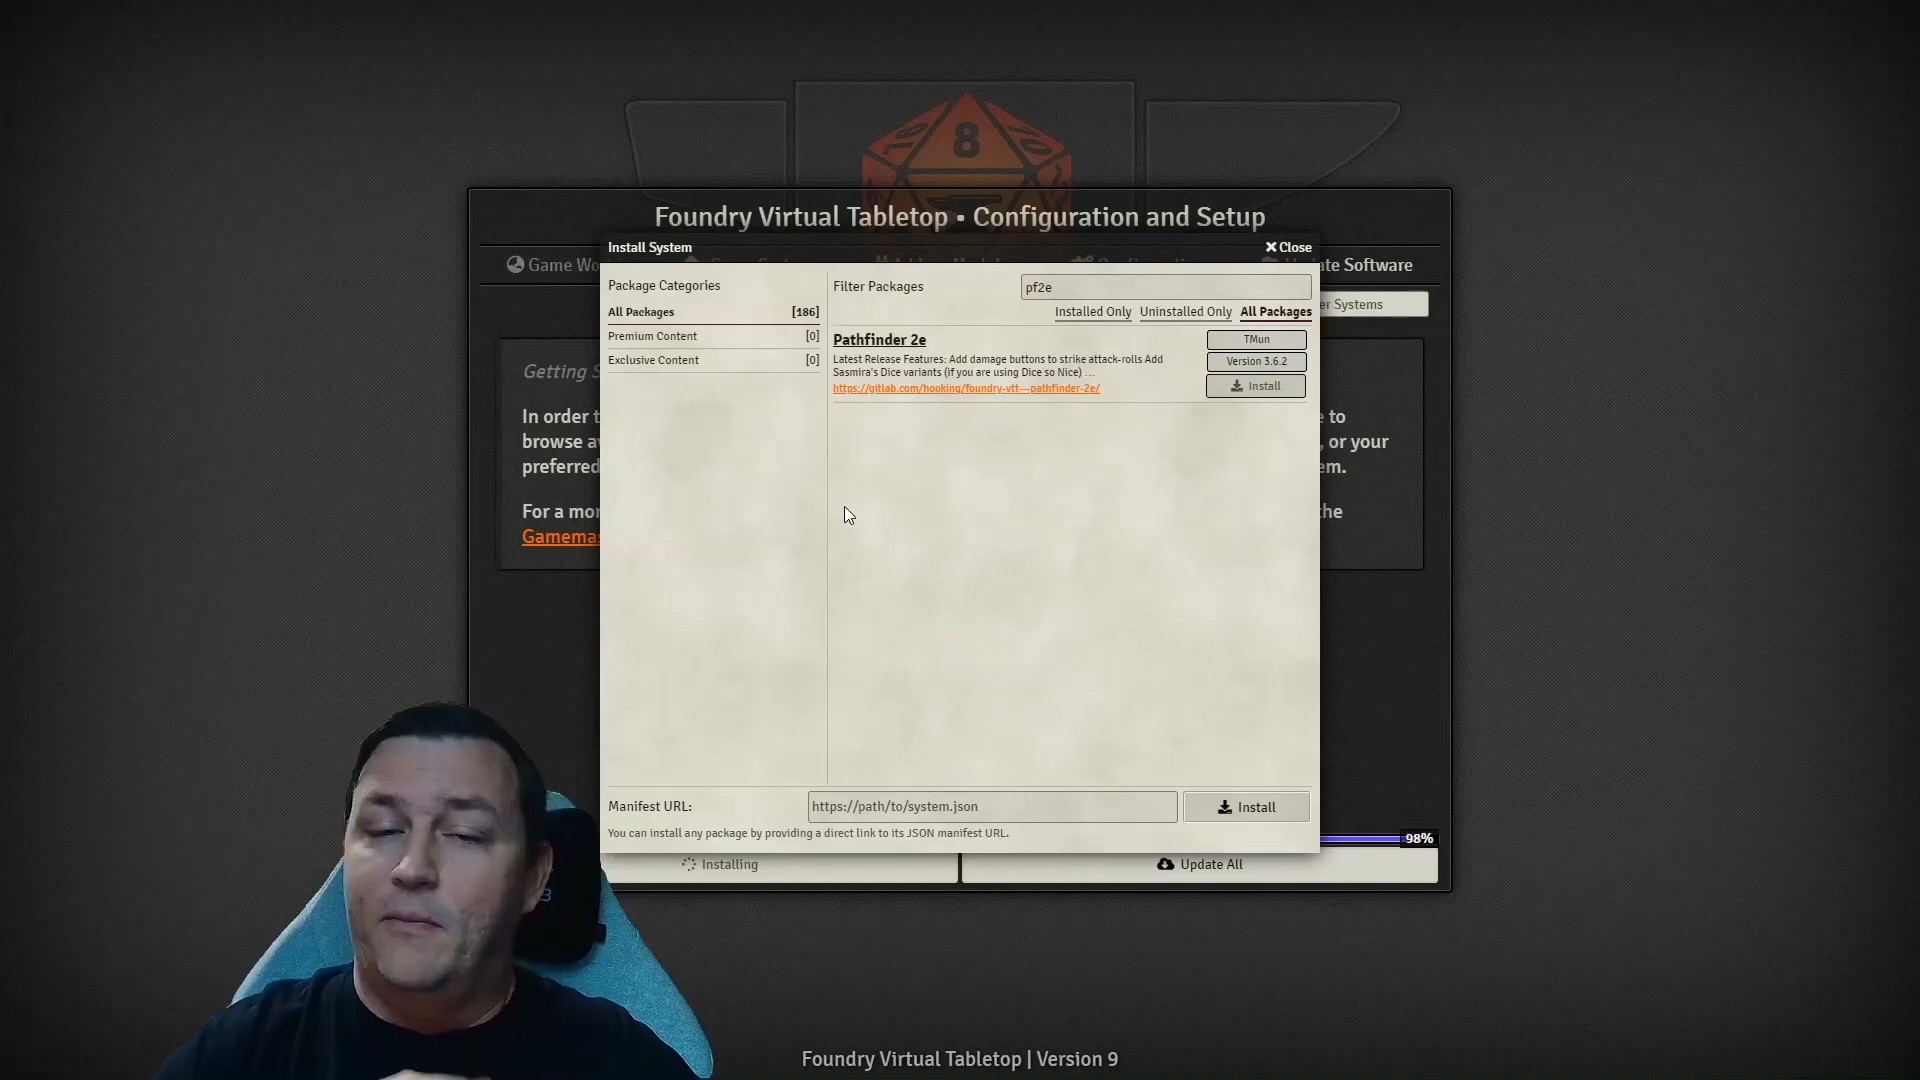 8
Foundry Virtual Tabletop • Configuration and Setup
Install System
Close
Game Wo
ate Software
Package Categories
All Packages [186]
Premium Content [0]
Exclusive Content [0]
Filter Packages
pf2e
Installed Only Uninstalled Only All Packages
er Systems
Pathfinder 2e
TMun
Latest Release Features: Add damage buttons to strike attack-rolls Add
Sasmira's Dice variants (if you are using Dice so Nice) ...
Version 3.6.2
https://gitlab.com/hooking/foundry-vtt---pathfinder-2e/
Install
Getting S
In order t
e to
browse av
, or your
preferred
em.
For a mor
the
Gamemas
Manifest URL:
https://path/to/system.json
Install
You can install any package by providing a direct link to its JSON manifest URL.
98%
Installing
Update All
Foundry Virtual Tabletop | Version 9